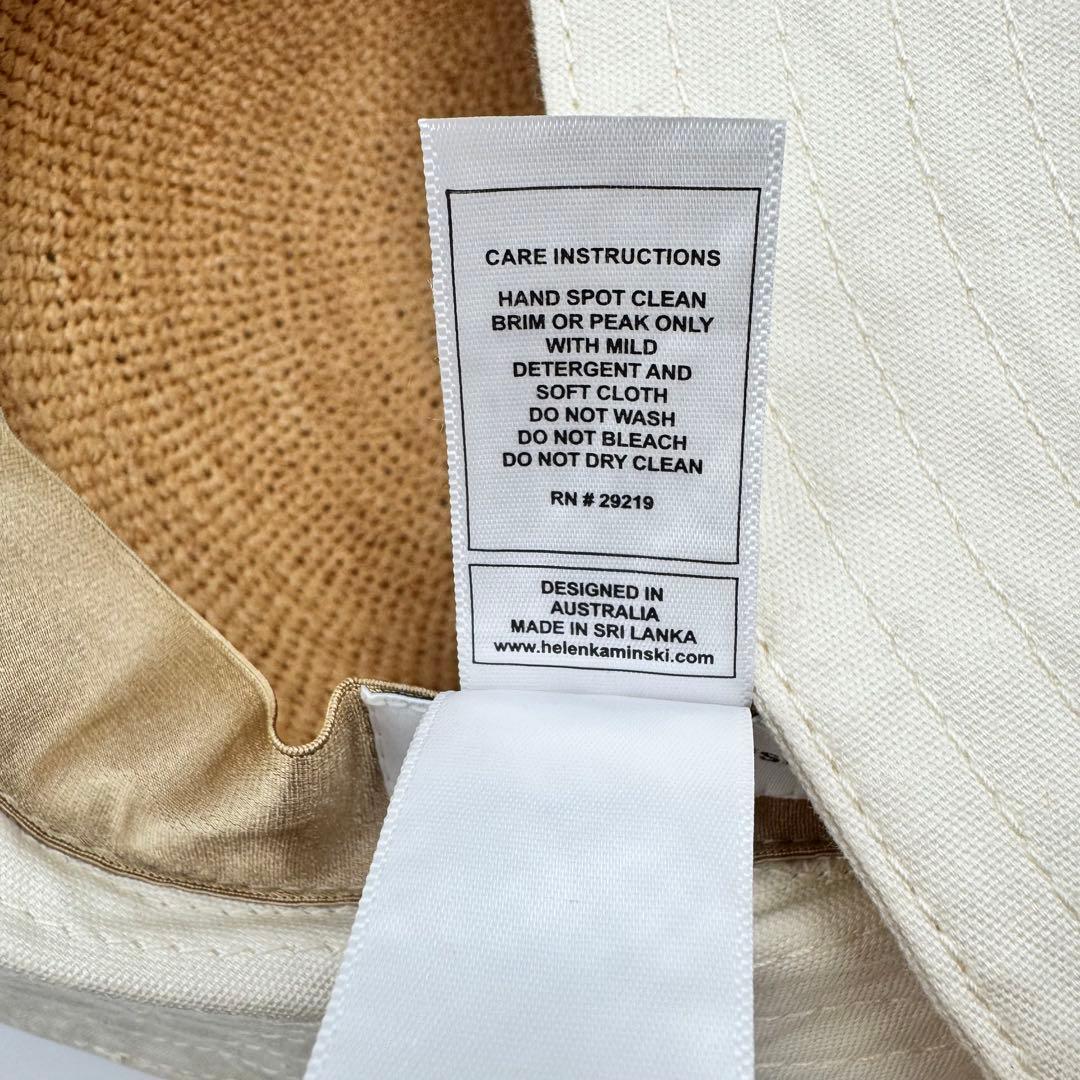 CARE INSTRUCTIONS
HAND SPOT CLEAN
BRIM OR PEAK ONLY
WITH MILD
DETERGENT AND
SOFT CLOTH
DO NOT WASH
DO NOT BLEACH
DO NOT DRY CLEAN
RN # 29219
DESIGNED IN
AUSTRALIA
MADE IN SRI LANKA
www.helenkaminski.com